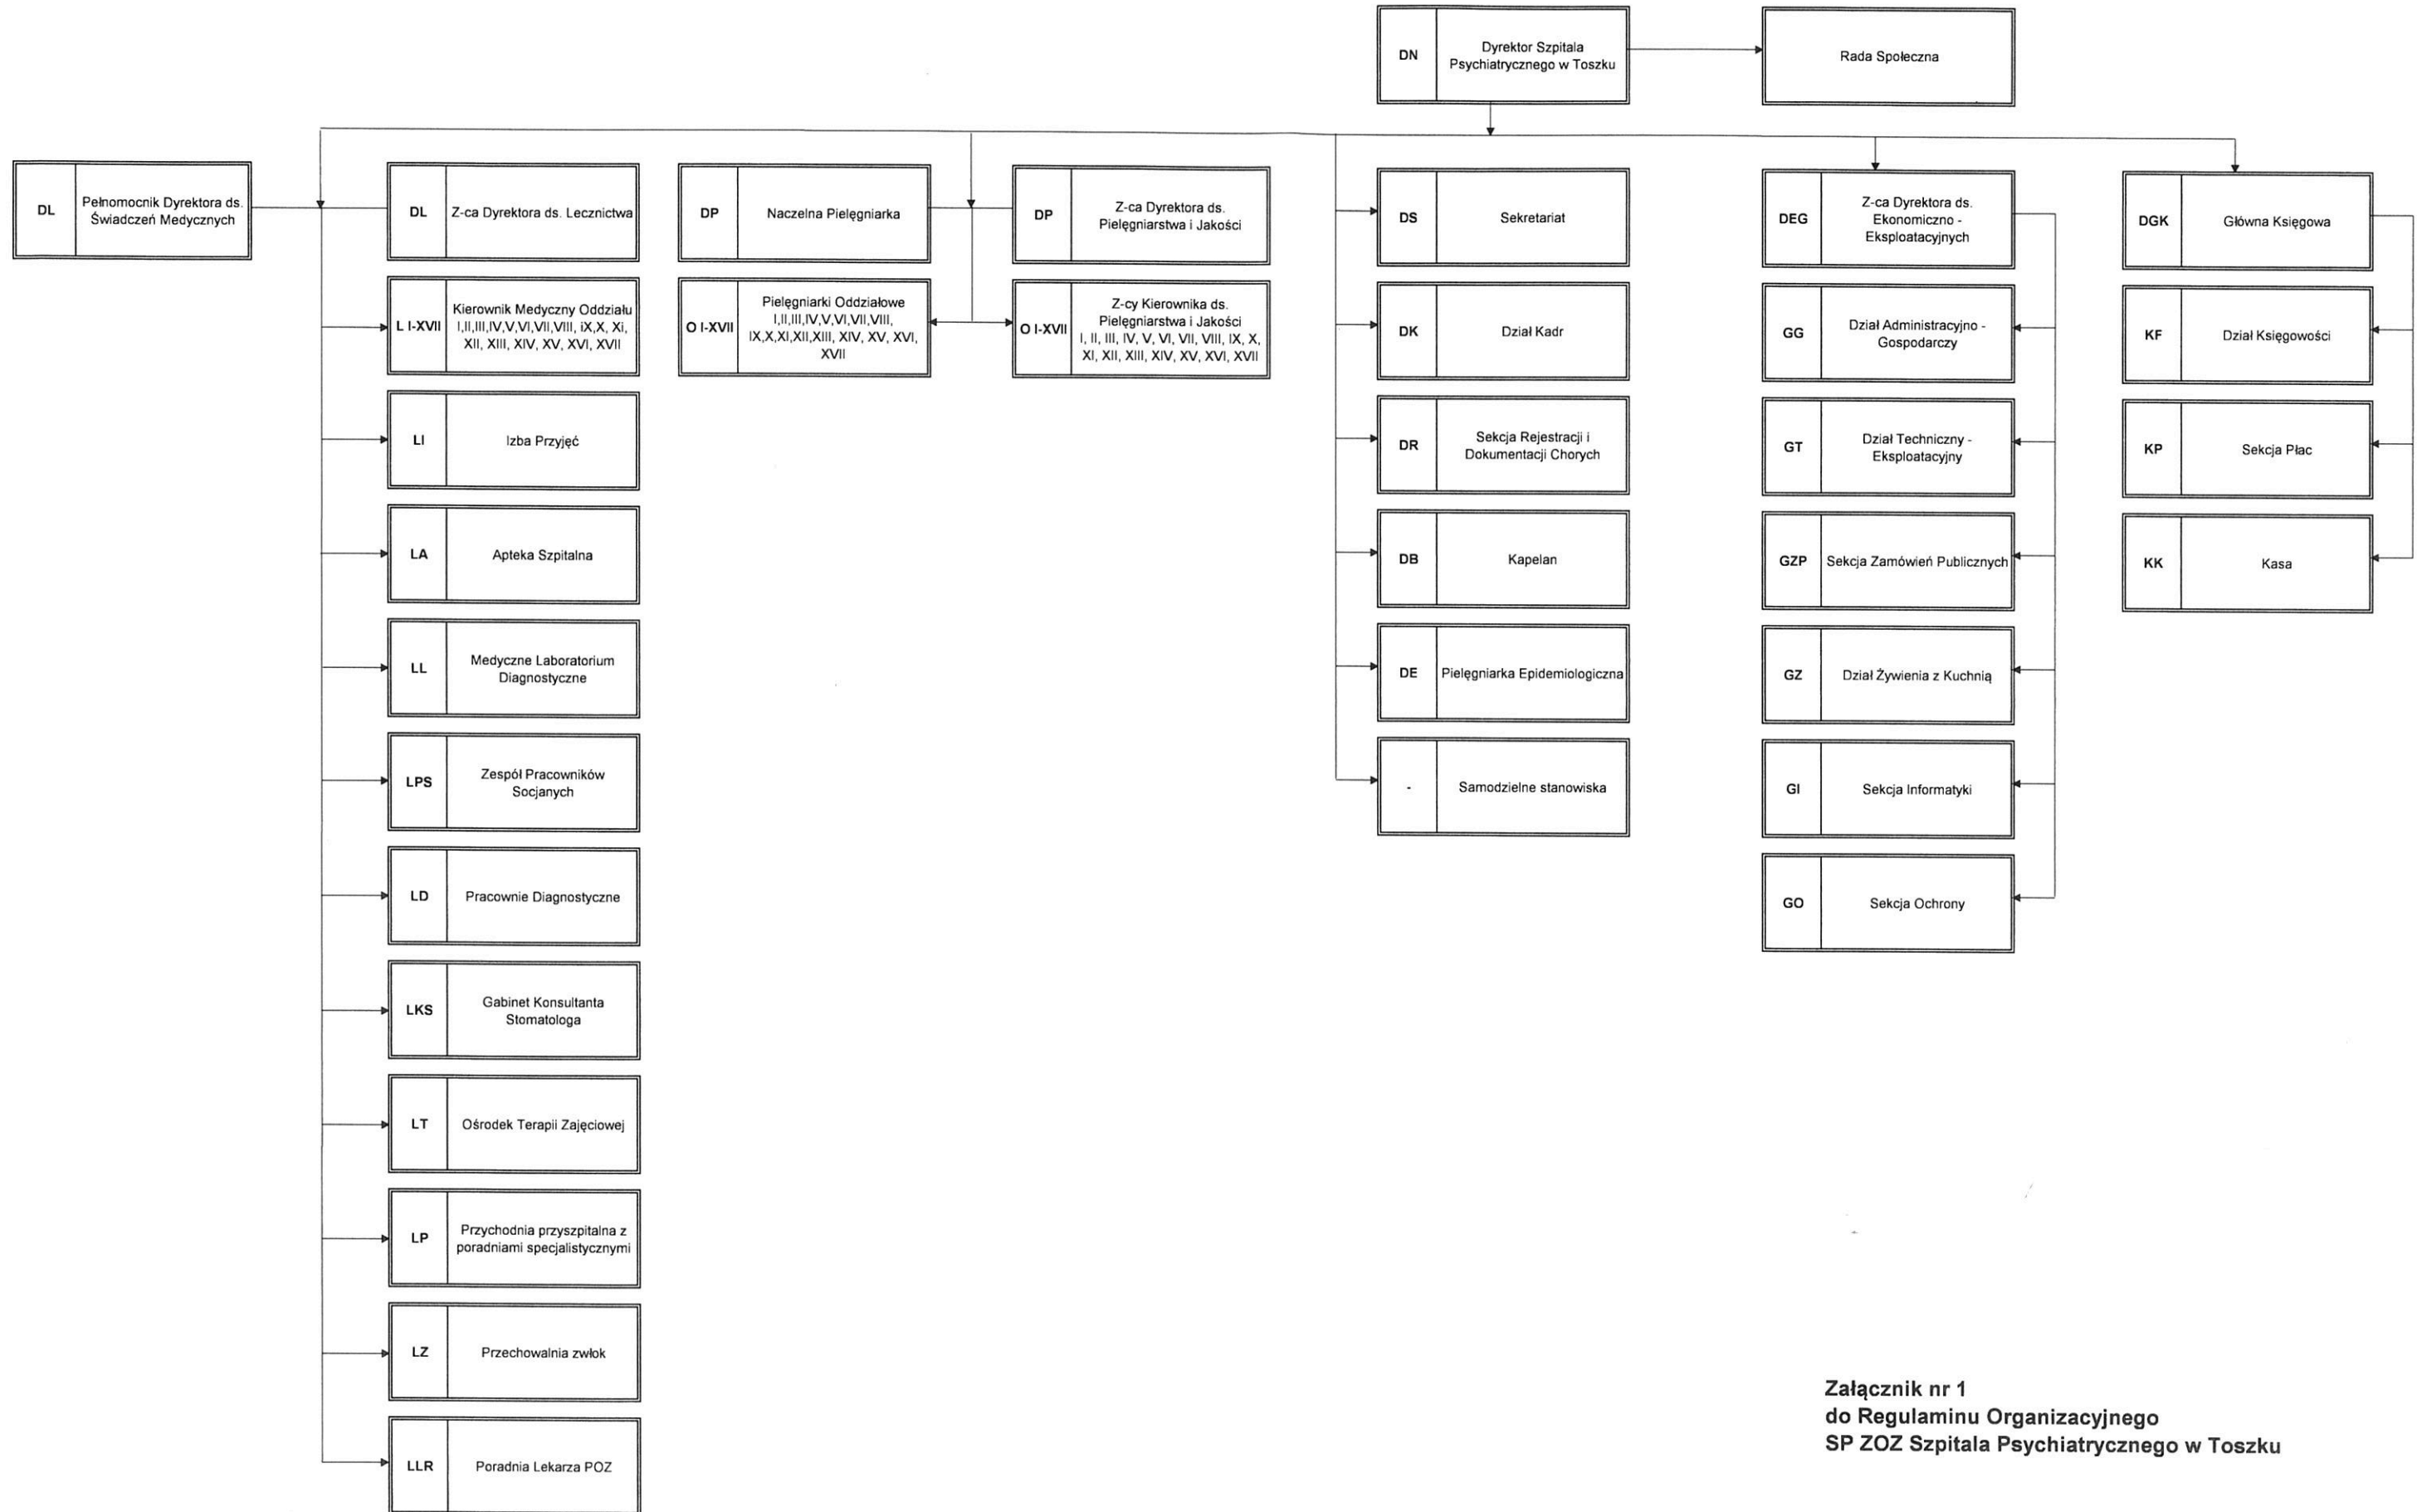 DN
Dyrektor Szpitala
Psychiatrycznego w Toszku
Rada Społeczna
DL
Pełnomocnik Dyrektora ds.
Świadczeń Medycznych
DL
Z-ca Dyrektora ds. Lecznictwa
L I-XVII
Kierownik Medyczny Oddziału
I,II,III,IV,V,VI,VII,VIII, iX,X, Xi,
XII, XIII, XIV, XV, XVI, XVII
LI
Izba Przyjęć
LA
Apteka Szpitalna
LL
Medyczne Laboratorium
Diagnostyczne
LPS
Zespół Pracowników
Socjanych
LD
Pracownie Diagnostyczne
LKS
Gabinet Konsultanta
Stomatologa
LT
Ośrodek Terapii Zajęciowej
LP
Przychodnia przyszpitalna z
poradniami specjalistycznymi
LZ
Przechowalnia zwłok
LLR
Poradnia Lekarza POZ
DP
Naczelna Pielęgniarka
O I-XVII
Pielęgniarki Oddziałowe
I,II,III,IV,V,VI,VII,VIII,
IX,X,XI,XII,XIII, XIV, XV, XVI,
XVII
DP
Z-ca Dyrektora ds.
Pielęgniarstwa i Jakości
O I-XVII
Z-cy Kierownika ds.
Pielęgniarstwa i Jakości
I, II, III, IV, V, VI, VII, VIII, IX, X,
XI, XII, XIII, XIV, XV, XVI, XVII
DS
Sekretariat
DK
Dział Kadr
DR
Sekcja Rejestracji i
Dokumentacji Chorych
DB
Kapelan
DE
Pielęgniarka Epidemiologiczna
-
Samodzielne stanowiska
DEG
Z-ca Dyrektora ds.
Ekonomiczno -
Eksploatacyjnych
GG
Dział Administracyjno -
Gospodarczy
GT
Dział Techniczny -
Eksploatacyjny
GZP
Sekcja Zamówień Publicznych
GZ
Dział Żywienia z Kuchnią
GI
Sekcja Informatyki
GO
Sekcja Ochrony
DGK
Główna Księgowa
KF
Dział Księgowości
KP
Sekcja Płac
KK
Kasa
Załącznik nr 1
do Regulaminu Organizacyjnego
SP ZOZ Szpitala Psychiatrycznego w Toszku